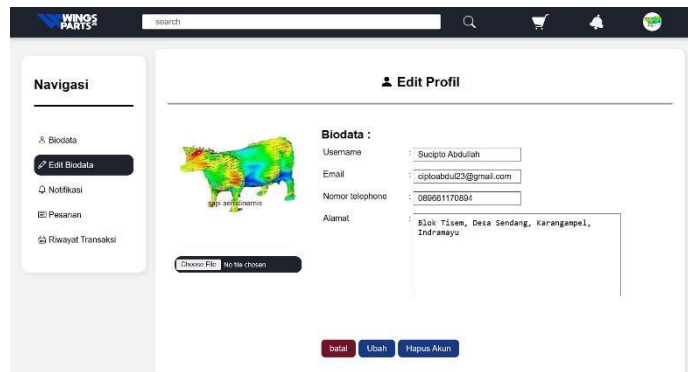 WINGS
PARTS
search
Navigasi
Biodata
Edit Biodata
Notifikasi
Pesanan
Riwayat Transaksi
Edit Profil
sapi aerodinamis
Choose File No file chosen
Biodata :
Username : Sucipto Abdullah
Email : ciptoabdul23@gmail.com
Nomor telephone : 089661170894
Alamat : Blok Tisem, Desa Sendang, Karangampel,
Indramayu
batal Ubah Hapus Akun